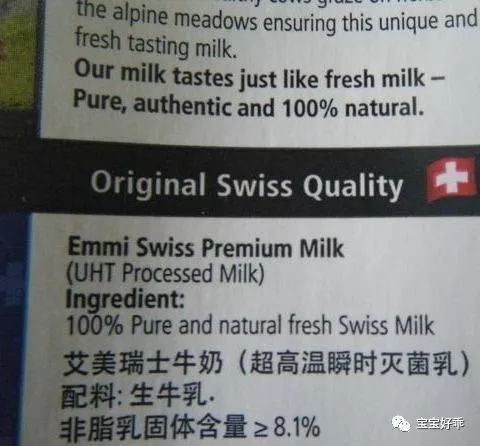 the alpine meadows ensuring this unique and
fresh tasting milk.
Our milk tastes just like fresh milk –
Pure, authentic and 100% natural.
Original Swiss Quality
Emmi Swiss Premium Milk
(UHT Processed Milk)
Ingredient:
100% Pure and natural fresh Swiss Milk
艾美瑞士牛奶（超高温瞬时灭菌乳）
配料: 生牛乳.
非脂乳固体含量 ≥ 8.1%
宝宝好乖